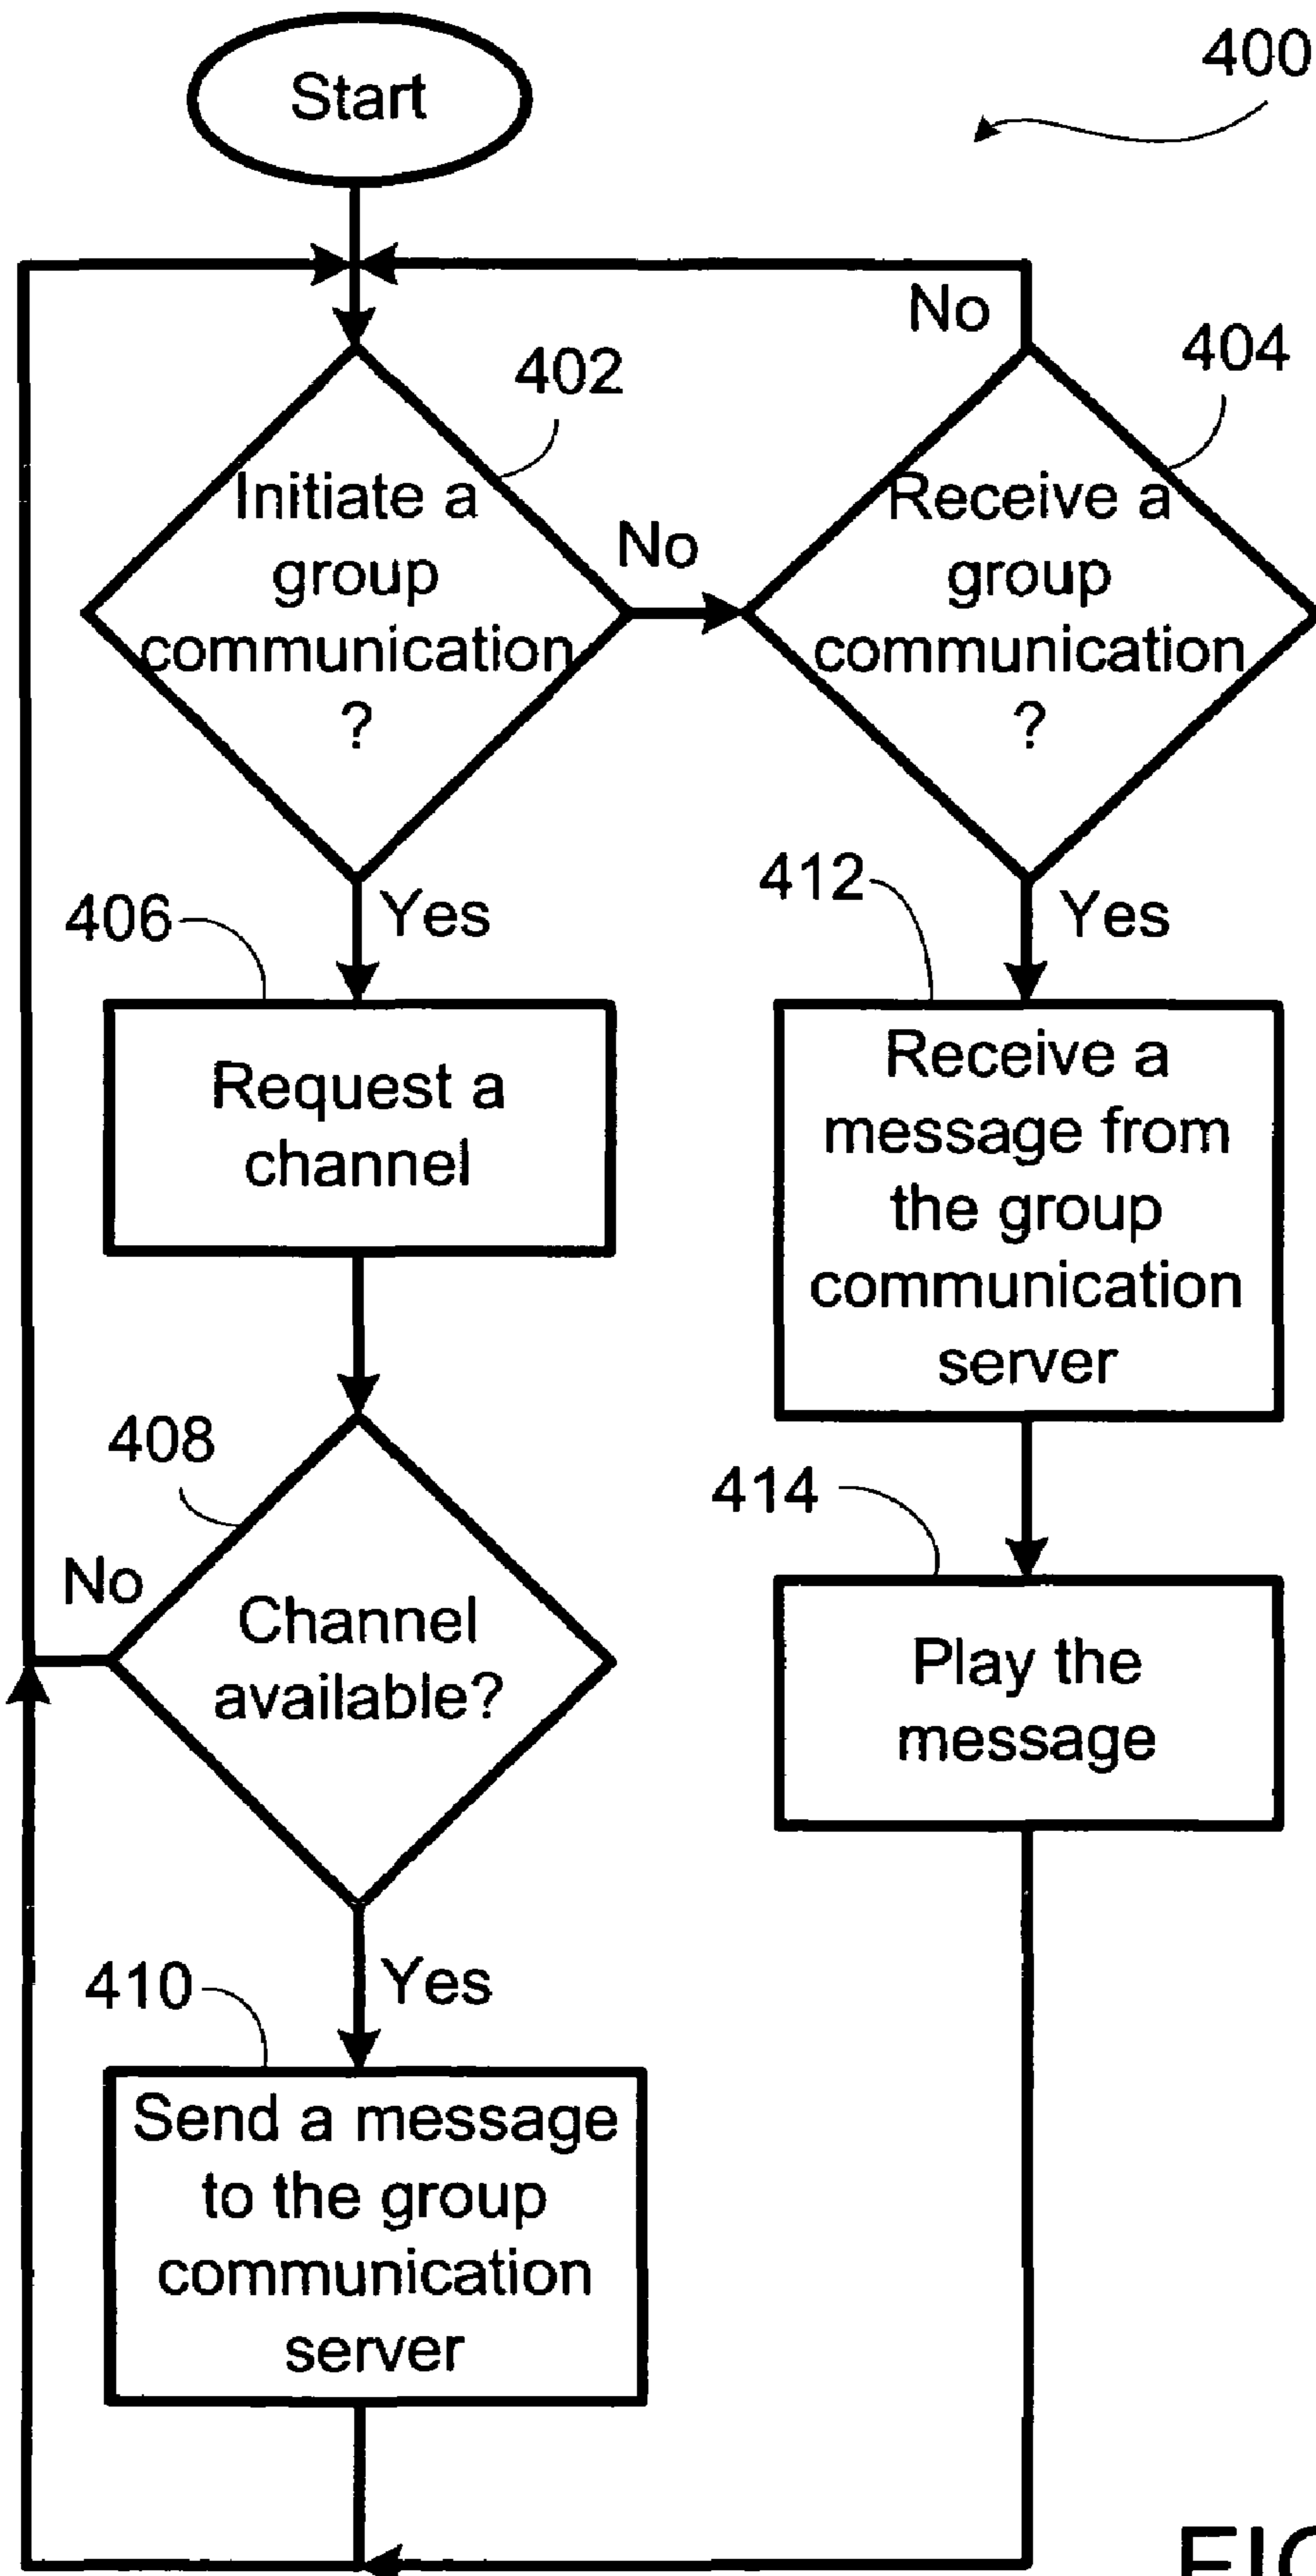 Start
400
No
402
404
Initiate a
group
communication
?
No
Receive a
group
communication
?
406
Yes
412
Yes
Request a
channel
Receive a
message from
the group
communication
server
408
414
No
Channel
available?
Play the
message
410
Yes
Send a message
to the group
communication
server